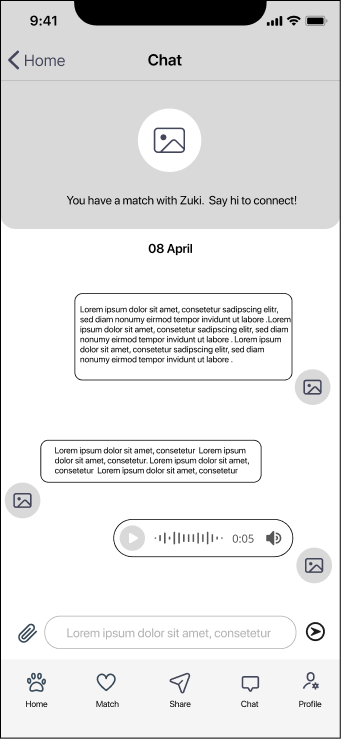 9:41
Home
Chat
You have a match with Zuki. Say hi to connect!
08 April
Lorem ipsum dolor sit amet, consetetur sadipscing elitr,
sed diam nonumy eirmod tempor invidunt ut labore .Lorem
ipsum dolor sit amet, consetetur sadipscing elitr, sed diam
nonumy eirmod tempor invidunt ut labore . Lorem ipsum
dolor sit amet, consetetur sadipscing elitr, sed diam
nonumy eirmod tempor invidunt ut labore .
Lorem ipsum dolor sit amet, consetetur Lorem ipsum
dolor sit amet, consetetur. Lorem ipsum dolor sit amet,
consetetur Lorem ipsum dolor sit amet, consetetur
0:05
Lorem ipsum dolor sit amet, consetetur
Home
Match
Share
Chat
Profile